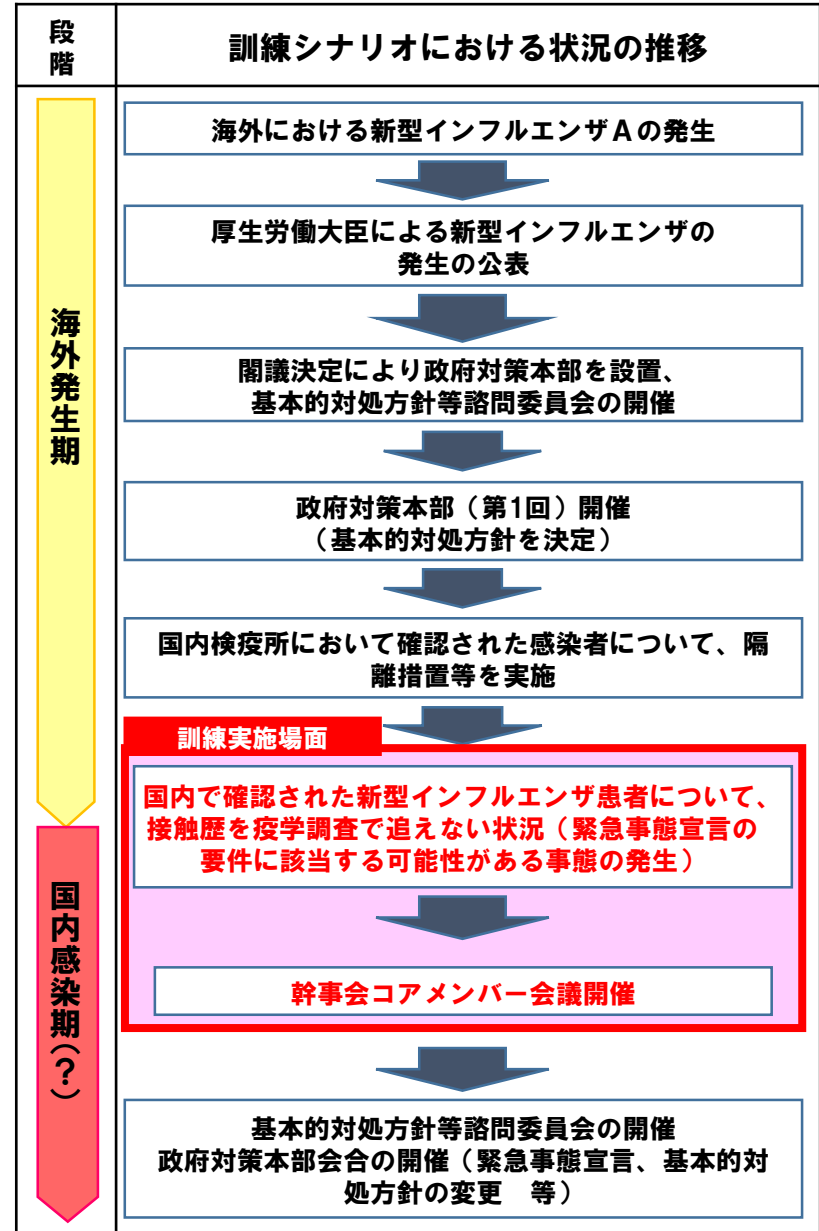 段
階
訓練シナリオにおける状況の推移
海外発生期
海外における新型インフルエンザAの発生
厚生労働大臣による新型インフルエンザの
発生の公表
閣議決定により政府対策本部を設置、
基本的対処方針等諮問委員会の開催
政府対策本部（第1回）開催
（基本的対処方針を決定）
国内検疫所において確認された感染者について、隔
離措置等を実施
訓練実施場面
国内で確認された新型インフルエンザ患者について、
接触歴を疫学調査で追えない状況（緊急事態宣言の
要件に該当する可能性がある事態の発生）
国内感染期（？）
幹事会コアメンバー会議開催
基本的対処方針等諮問委員会の開催
政府対策本部会合の開催（緊急事態宣言、基本的対
処方針の変更　等）